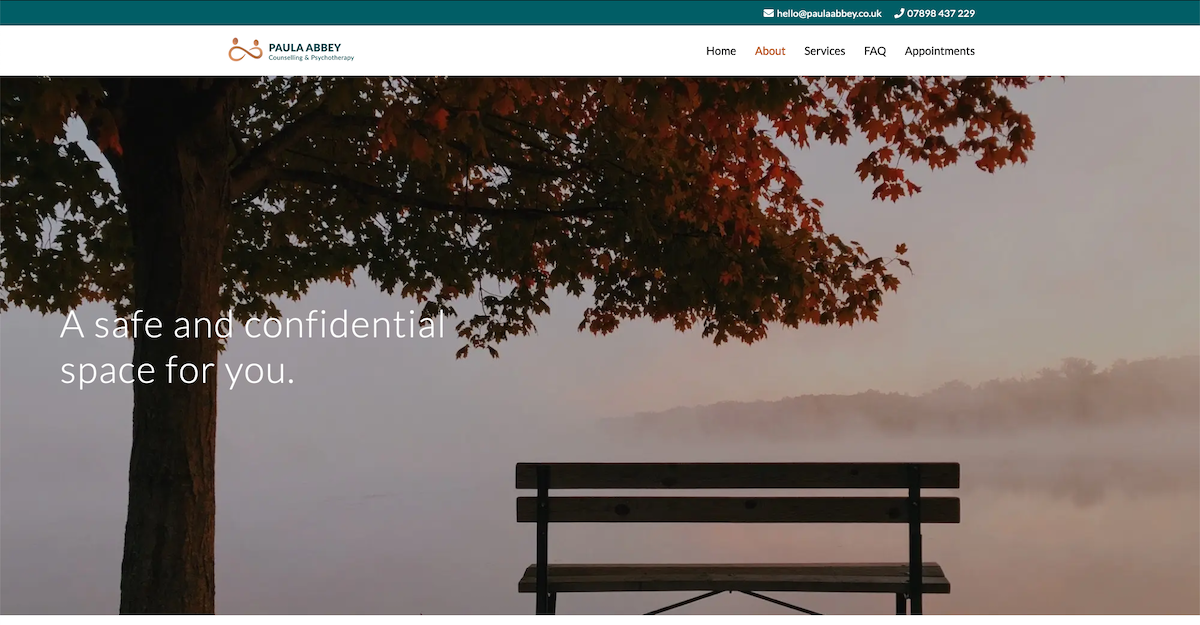 hello@paulaabbey.co.uk 07898 437 229
PAULA ABBEY
Counselling & Psychotherapy
Home About Services FAQ Appointments
A safe and confidential
space for you.